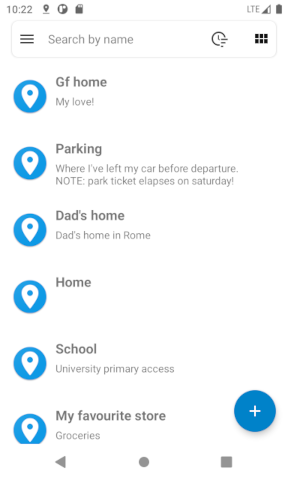 10:22
LTE
Search by name
Gf home
My love!
Parking
Where I've left my car before departure.
NOTE: park ticket elapses on saturday!
Dad's home
Dad's home in Rome
Home
School
University primary access
My favourite store
Groceries